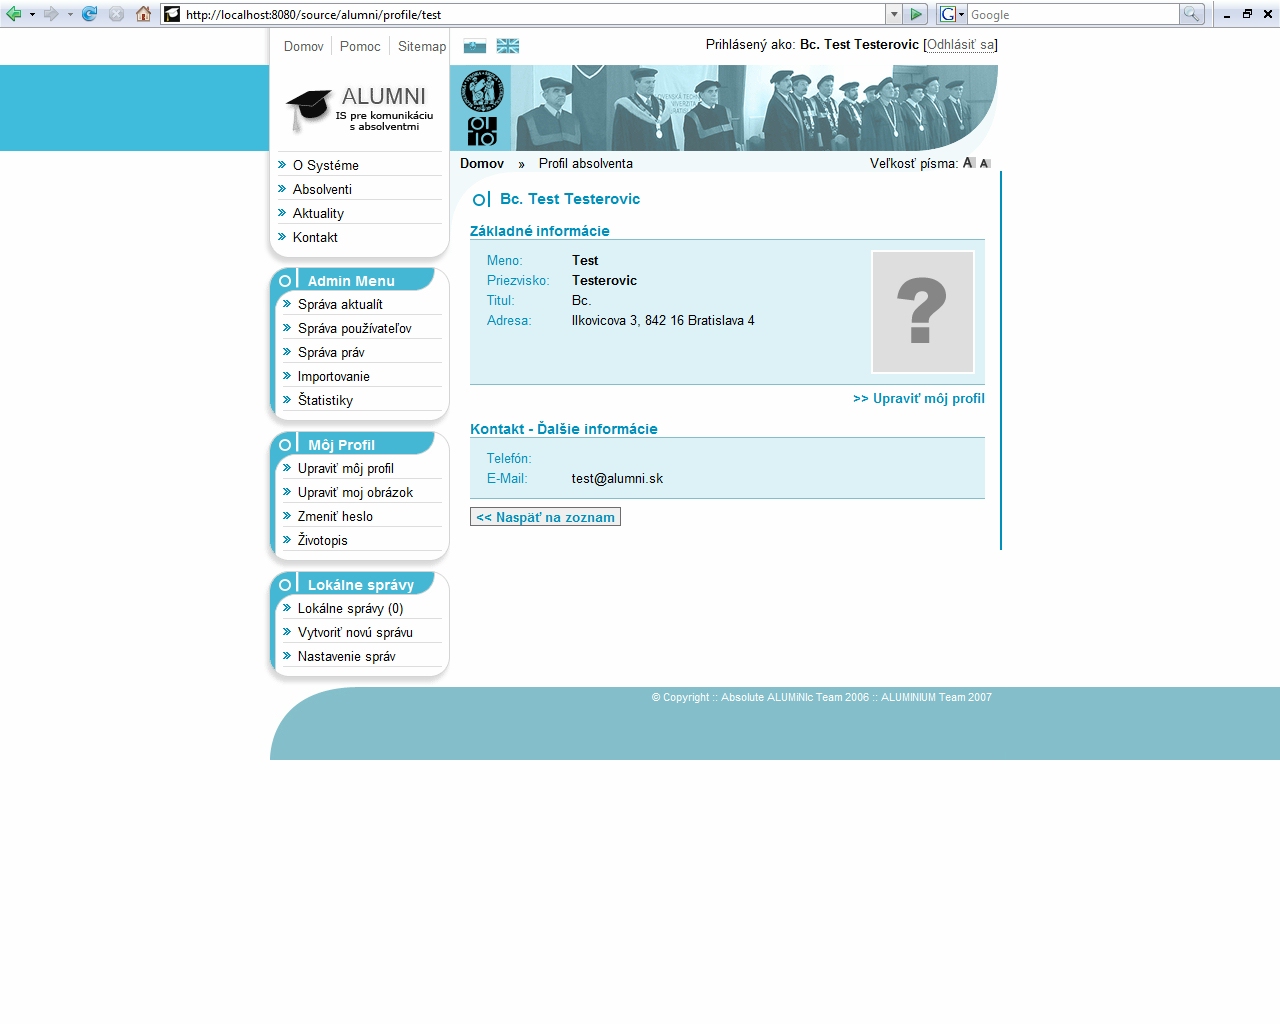 http://localhost:8080/source/alumni/profile/test
Google
Domov Pomoc Sitemap
Prihlásený ako: Bc. Test Testerovic [Odhlásiť sa]
ALUMNI
IS pre komunikáciu
s absolventmi
Domov » Profil absolventa
Veľkosť písma: A A
O Systéme
Absolventi
Aktuality
Kontakt
Admin Menu
Správa aktualít
Správa používateľov
Správa práv
Importovanie
Štatistiky
Môj Profil
Upraviť môj profil
Upraviť moj obrázok
Zmeniť heslo
Životopis
Lokálne správy
Lokálne správy (0)
Vytvoriť novú správu
Nastavenie správ
Bc. Test Testerovic
Základné informácie
Meno: Test
Priezvisko: Testerovic
Titul: Bc.
Adresa: Ilkovicova 3, 842 16 Bratislava 4
?
>> Upraviť môj profil
Kontakt - Ďalšie informácie
Telefón:
E-Mail: test@alumni.sk
<< Naspäť na zoznam
© Copyright :: Absolute ALUMiNIc Team 2006 :: ALUMINIUM Team 2007